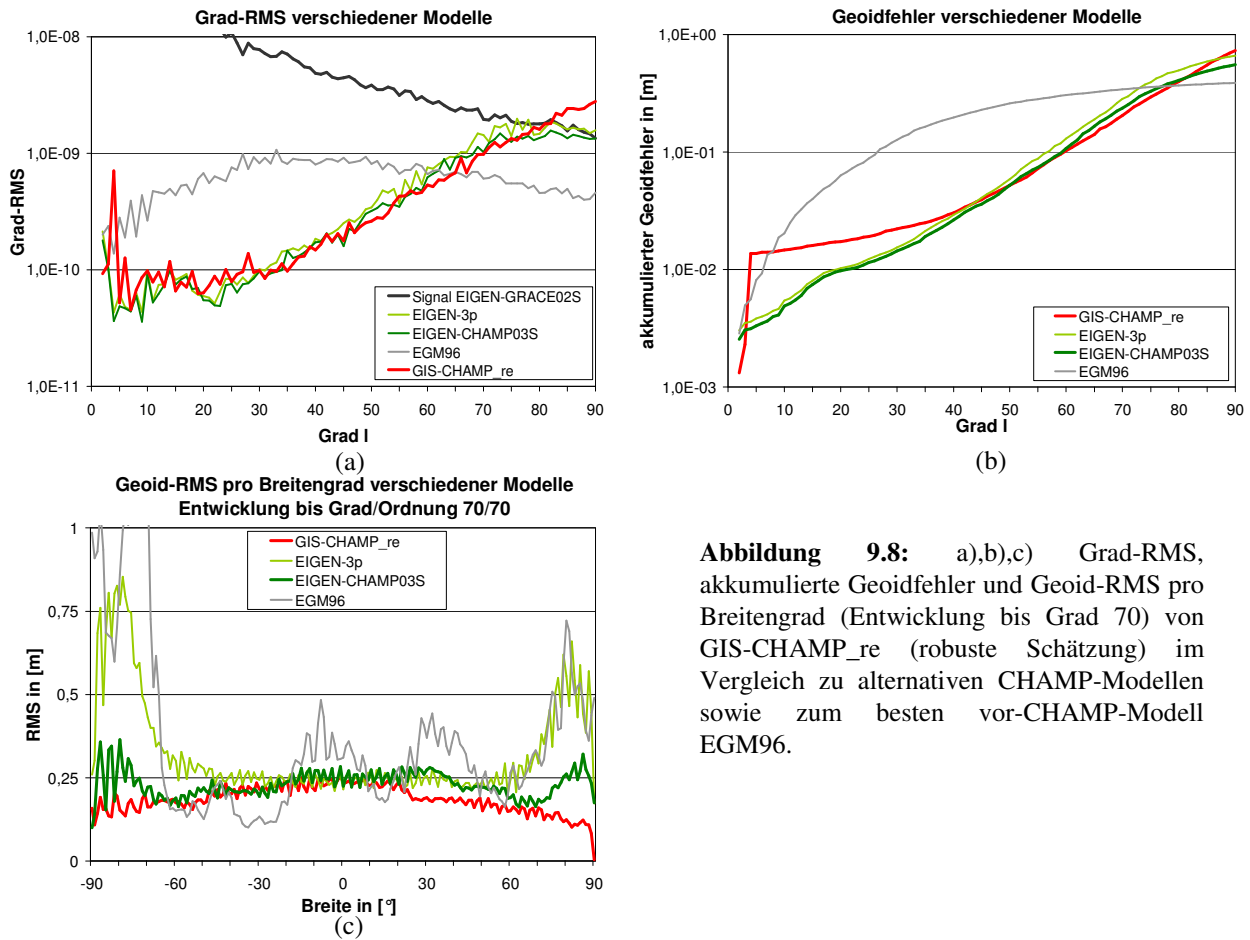 Grad-RMS verschiedener Modelle
1,0E-08
1,0E-09
1,0E-10
1,0E-11
Grad-RMS
0 10 20 30 40 50 60 70 80 90
Grad l
Signal EIGEN-GRACE02S
EIGEN-3p
EIGEN-CHAMP03S
EGM96
GIS-CHAMP_re
(a)
Geoidfehler verschiedener Modelle
1,0E+00
1,0E-01
1,0E-02
1,0E-03
akkumulierter Geoidfehler in [m]
0 10 20 30 40 50 60 70 80 90
Grad l
GIS-CHAMP_re
EIGEN-3p
EIGEN-CHAMP03S
EGM96
(b)
Geoid-RMS pro Breitengrad verschiedener Modelle
Entwicklung bis Grad/Ordnung 70/70
1
0,75
0,5
0,25
0
RMS in [m]
-90 -60 -30 0 30 60 90
Breite in [°]
GIS-CHAMP_re
EIGEN-3p
EIGEN-CHAMP03S
EGM96
(c)
Abbildung 9.8: a),b),c) Grad-RMS,
akkumulierte Geoidfehler und Geoid-RMS pro
Breitengrad (Entwicklung bis Grad 70) von
GIS-CHAMP_re (robuste Schätzung) im
Vergleich zu alternativen CHAMP-Modellen
sowie zum besten vor-CHAMP-Modell
EGM96.